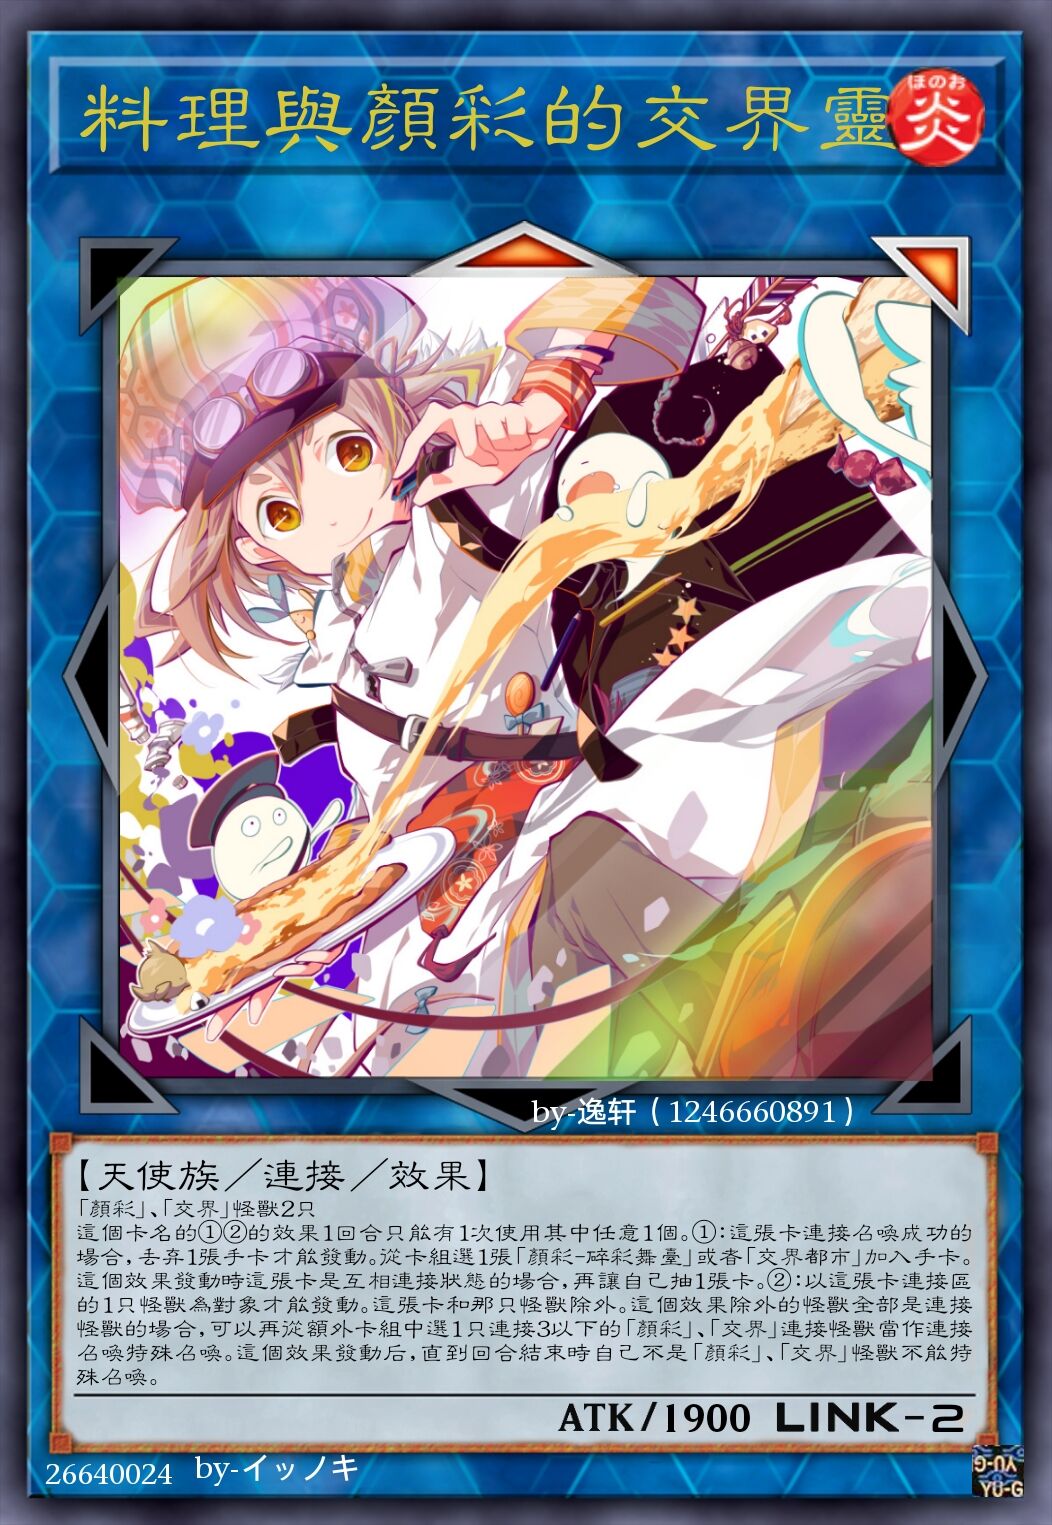 料理與顏彩的交界靈
ほのお
炎
by-逸轩（1246660891）
【天使族／連接／效果】
「顏彩」、「交界」怪獸2只
這個卡名的①②的效果1回合只能有1次使用其中任意1個。①：這張卡連接召喚成功的
場合，丢弃1張手卡才能發動。從卡組選1張「顏彩-碎彩舞臺」或者「交界都市」加入手卡。
這個效果發動時這張卡是互相連接狀態的場合，再讓自己抽1張卡。②：以這張卡連接區
的1只怪獸為對象才能發動。這張卡和那只怪獸除外。這個效果除外的怪獸全部是連接
怪獸的場合，可以再從額外卡組中選1只連接3以下的「顏彩」、「交界」連接怪獸當作連接
召喚特殊召喚。這個效果發動后，直到回合結束時自己不是「顏彩」、「交界」怪獸不能特
殊召喚。
ATK/1900 LINK-2
26640024 by-イッノキ
YU-G
YU-G